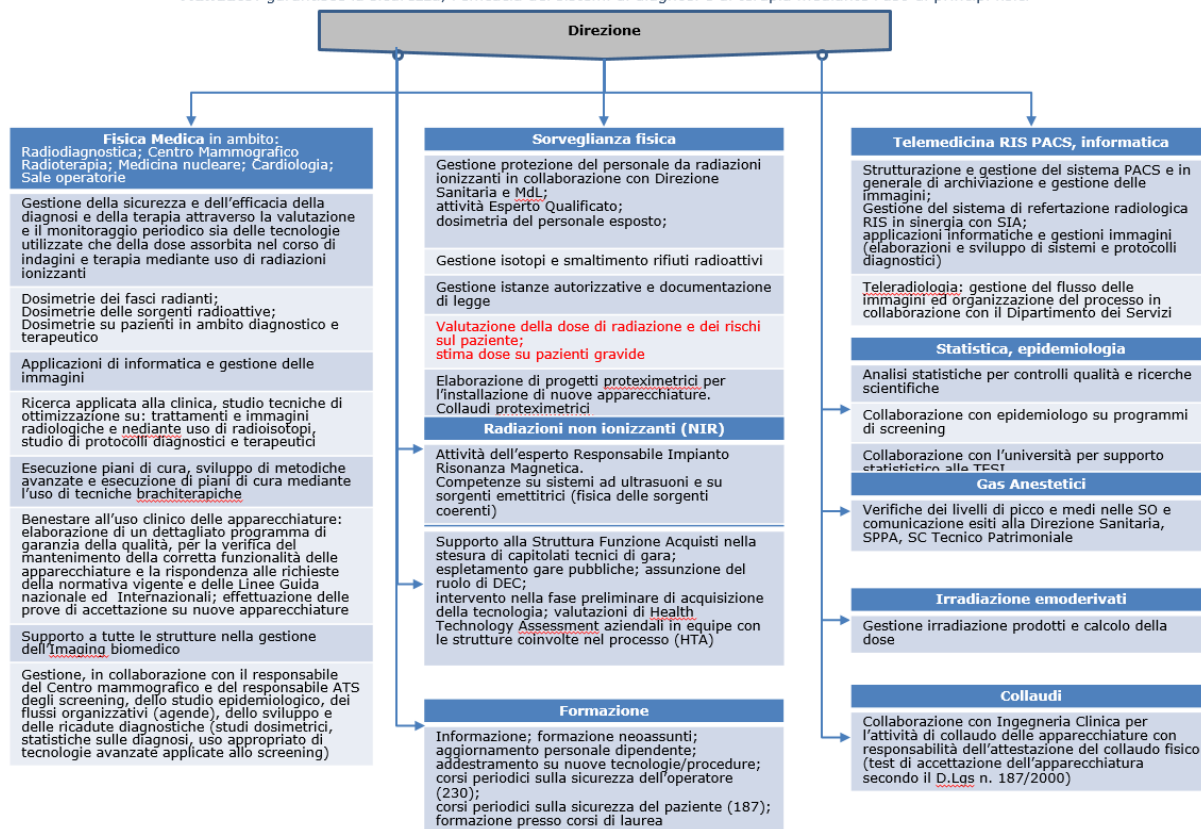 Direzione
Fisica Medica in ambito:
Radiodiagnostica; Centro Mammografico
Radioterapia; Medicina nucleare; Cardiologia;
Sale operatorie
Gestione della sicurezza e dell'efficacia della
diagnosi e della terapia attraverso la valutazione
e il monitoraggio periodico sia delle tecnologie
utilizzate che della dose assorbita nel corso di
indagini e terapia mediante uso di radiazioni
ionizzanti
Dosimetrie dei fasci radianti;
Dosimetrie delle sorgenti radioattive;
Dosimetrie su pazienti in ambito diagnostico e
terapeutico
Applicazioni di informatica e gestione delle
immagini
Ricerca applicata alla clinica, studio tecniche di
ottimizzazione su: trattamenti e immagini
radiologiche e nediante uso di radioisotopi,
studio di protocolli diagnostici e terapeutici
Esecuzione piani di cura, sviluppo di metodiche
avanzate e esecuzione di piani di cura mediante
l'uso di tecniche brachiterapiche
Benestare all'uso clinico delle apparecchiature:
elaborazione di un dettagliato programma di
garanzia della qualità, per la verifica del
mantenimento della corretta funzionalità delle
apparecchiature e la rispondenza alle richieste
della normativa vigente e delle Linee Guida
nazionale ed Internazionali; effettuazione delle
prove di accettazione su nuove apparecchiature
Supporto a tutte le strutture nella gestione
dell'Imaging biomedico
Gestione, in collaborazione con il responsabile
del Centro mammografico e del responsabile ATS
degli screening, dello studio epidemiologico, dei
flussi organizzativi (agende), dello sviluppo e
delle ricadute diagnostiche (studi dosimetrici,
statistiche sulle diagnosi, uso appropriato di
tecnologie avanzate applicate allo screening)
Sorveglianza fisica
Gestione protezione del personale da radiazioni
ionizzanti in collaborazione con Direzione
Sanitaria e MdL;
attività Esperto Qualificato;
dosimetria del personale esposto;
Gestione isotopi e smaltimento rifiuti radioattivi
Gestione istanze autorizzative e documentazione
di legge
Valutazione della dose di radiazione e dei rischi
sul paziente;
stima dose su pazienti gravide
Elaborazione di progetti proteximetrici per
l'installazione di nuove apparecchiature.
Collaudi proteximetrici
Radiazioni non ionizzanti (NIR)
Attività dell'esperto Responsabile Impianto
Risonanza Magnetica.
Competenze su sistemi ad ultrasuoni e su
sorgenti emettitrici (fisica delle sorgenti
coerenti)
Supporto alla Struttura Funzione Acquisti nella
stesura di capitolati tecnici di gara;
espletamento gare pubbliche; assunzione del
ruolo di DEC;
intervento nella fase preliminare di acquisizione
della tecnologia; valutazioni di Health
Technology Assessment aziendali in equipe con
le strutture coinvolte nel processo (HTA)
Formazione
Informazione; formazione neoassunti;
aggiornamento personale dipendente;
addestramento su nuove tecnologie/procedure;
corsi periodici sulla sicurezza dell'operatore
(230);
corsi periodici sulla sicurezza del paziente (187);
formazione presso corsi di laurea
Telemedicina RIS PACS, informatica
Strutturazione e gestione del sistema PACS e in
generale di archiviazione e gestione delle
immagini;
Gestione del sistema di refertazione radiologica
RIS in sinergia con SIA;
applicazioni informatiche e gestioni immagini
(elaborazioni e sviluppo di sistemi e protocolli
diagnostici)
Teleradiologia: gestione del flusso delle
immagini ed organizzazione del processo in
collaborazione con il Dipartimento dei Servizi
Statistica, epidemiologia
Analisi statistiche per controlli qualità e ricerche
scientifiche
Collaborazione con epidemiologo su programmi
di screening
Collaborazione con l'università per supporto
statististico alle TESI
Gas Anestetici
Verifiche dei livelli di picco e medi nelle SO e
comunicazione esiti alla Direzione Sanitaria,
SPPA, SC Tecnico Patrimoniale
Irradiazione emoderivati
Gestione irradiazione prodotti e calcolo della
dose
Collaudi
Collaborazione con Ingegneria Clinica per
l'attività di collaudo delle apparecchiature con
responsabilità dell'attestazione del collaudo fisico
(test di accettazione dell'apparecchiatura
secondo il D.Lgs n. 187/2000)